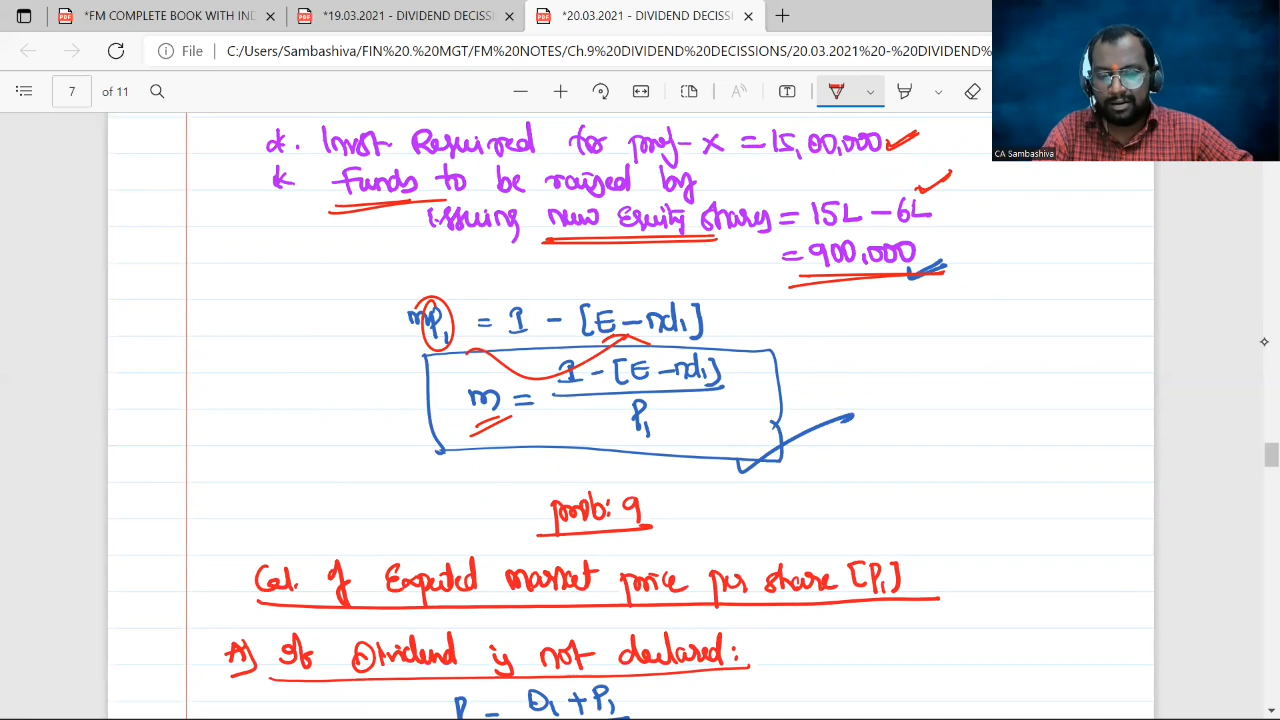 *FM COMPLETE BOOK WITH IND
*19.03.2021 - DIVIDEND DECISS
*20.03.2021 - DIVIDEND DECISS
File C:/Users/Sambashiva/FIN%20.%20MGT/FM%20NOTES/Ch.9%20DIVIDEND%20DECISSIONS/20.03.2021%20-%20DIVIDEND%
7 of 11
CA Sambashiva
*. Invst Required for proj- X = 15,00,000
* Funds to be raised by
issuing new Equity shares = 15L - 6L
= 900,000
mP₁ = I - [E - nd₁]
m = I - [E - nd₁]
P₁
prob: 9
Cal. of Expected market price per share [P₁]
A) If Dividend is not declared:
P = D₁ + P₁